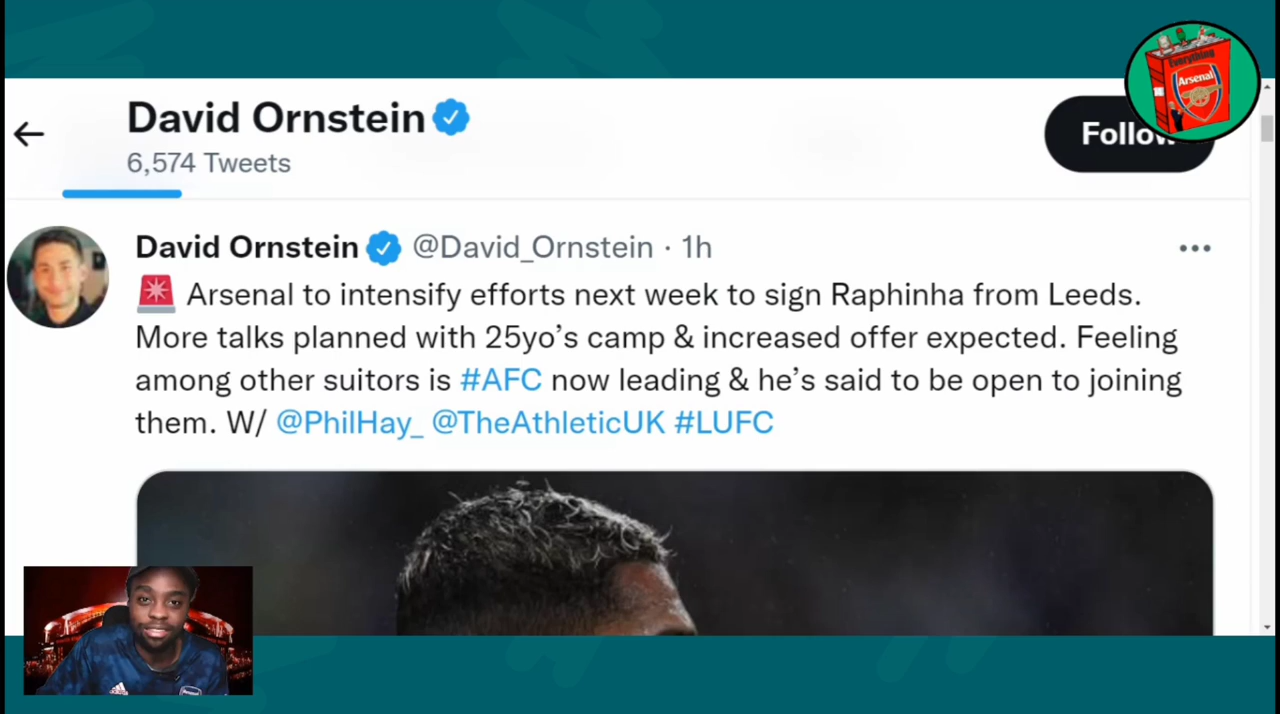 David Ornstein
6,574 Tweets
Follow
Everything
Arsenal
David Ornstein @David_Ornstein · 1h
🚨 Arsenal to intensify efforts next week to sign Raphinha from Leeds.
More talks planned with 25yo’s camp & increased offer expected. Feeling
among other suitors is #AFC now leading & he’s said to be open to joining
them. W/ @PhilHay_ @TheAthleticUK #LUFC